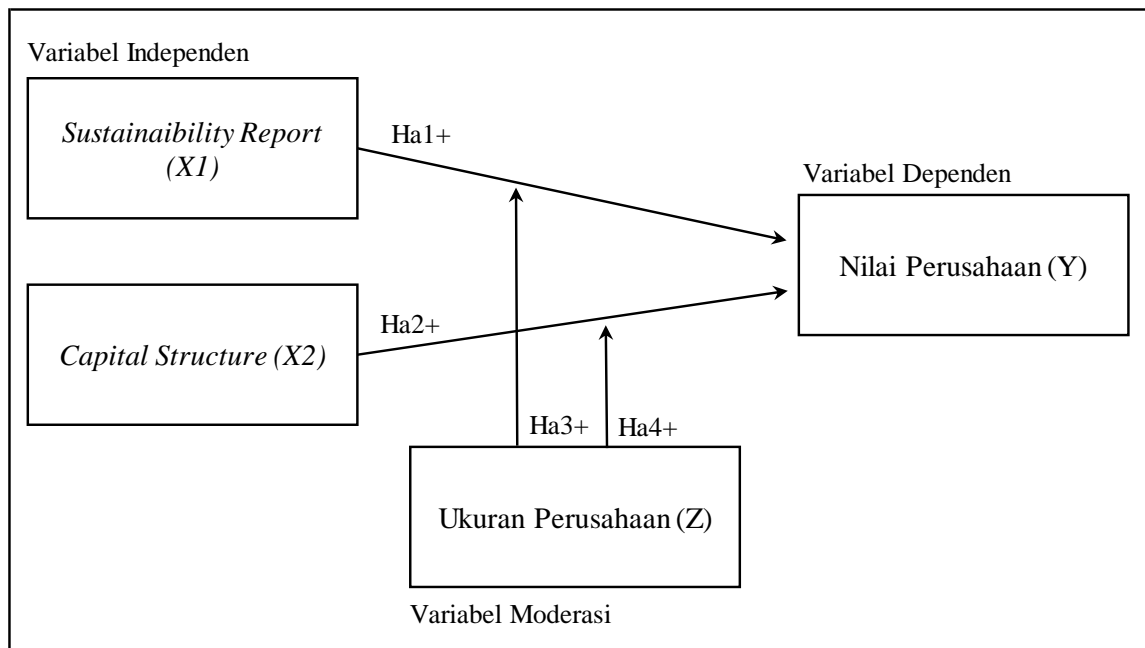 Variabel Independen
Sustainaibility Report
(X1)
Ha1+
Variabel Dependen
Nilai Perusahaan (Y)
Ha2+
Capital Structure (X2)
Ha3+
Ha4+
Ukuran Perusahaan (Z)
Variabel Moderasi